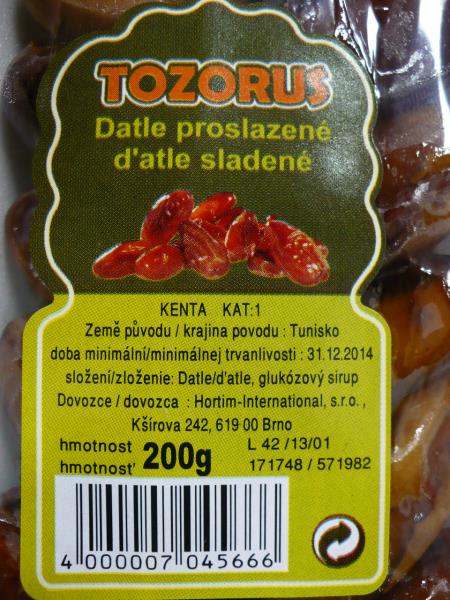 TOZORUS
Datle proslazené
d'atle sladené
KENTA KAT:1
Země původu / krajina povodu : Tunisko
doba minimální/minimálnej trvanlivosti : 31.12.2014
složení/zloženie: Datle/d'atle, glukózový sirup
Dovozce / dovozca : Hortim-International, s.r.o.,
Kšírova 242, 619 00 Brno
hmotnost 200g L 42 /13/01
hmotnosť 171748 / 571982
4 000007 045666